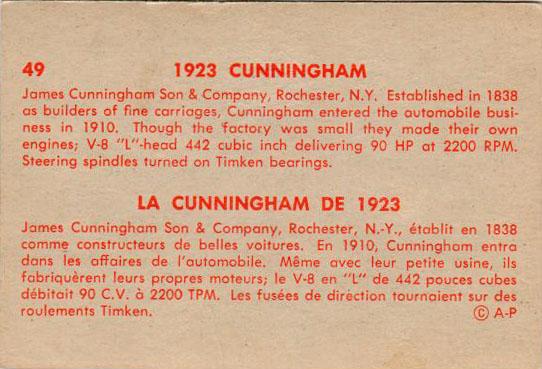 49 1923 CUNNINGHAM
James Cunningham Son & Company, Rochester, N.Y. Established in 1838
as builders of fine carriages, Cunningham entered the automobile busi-
ness in 1910. Though the factory was small they made their own
engines; V-8 "L"-head 442 cubic inch delivering 90 HP at 2200 RPM.
Steering spindles turned on Timken bearings.
LA CUNNINGHAM DE 1923
James Cunningham Son & Company, Rochester, N.-Y., établit en 1838
comme constructeurs de belles voitures. En 1910, Cunningham entra
dans les affaires de l'automobile. Même avec leur petite usine, ils
fabriquèrent leurs propres moteurs; le V-8 en "L" de 442 pouces cubes
débitait 90 C.V. à 2200 TPM. Les fusées de direction tournaient sur des
roulements Timken. © A-P